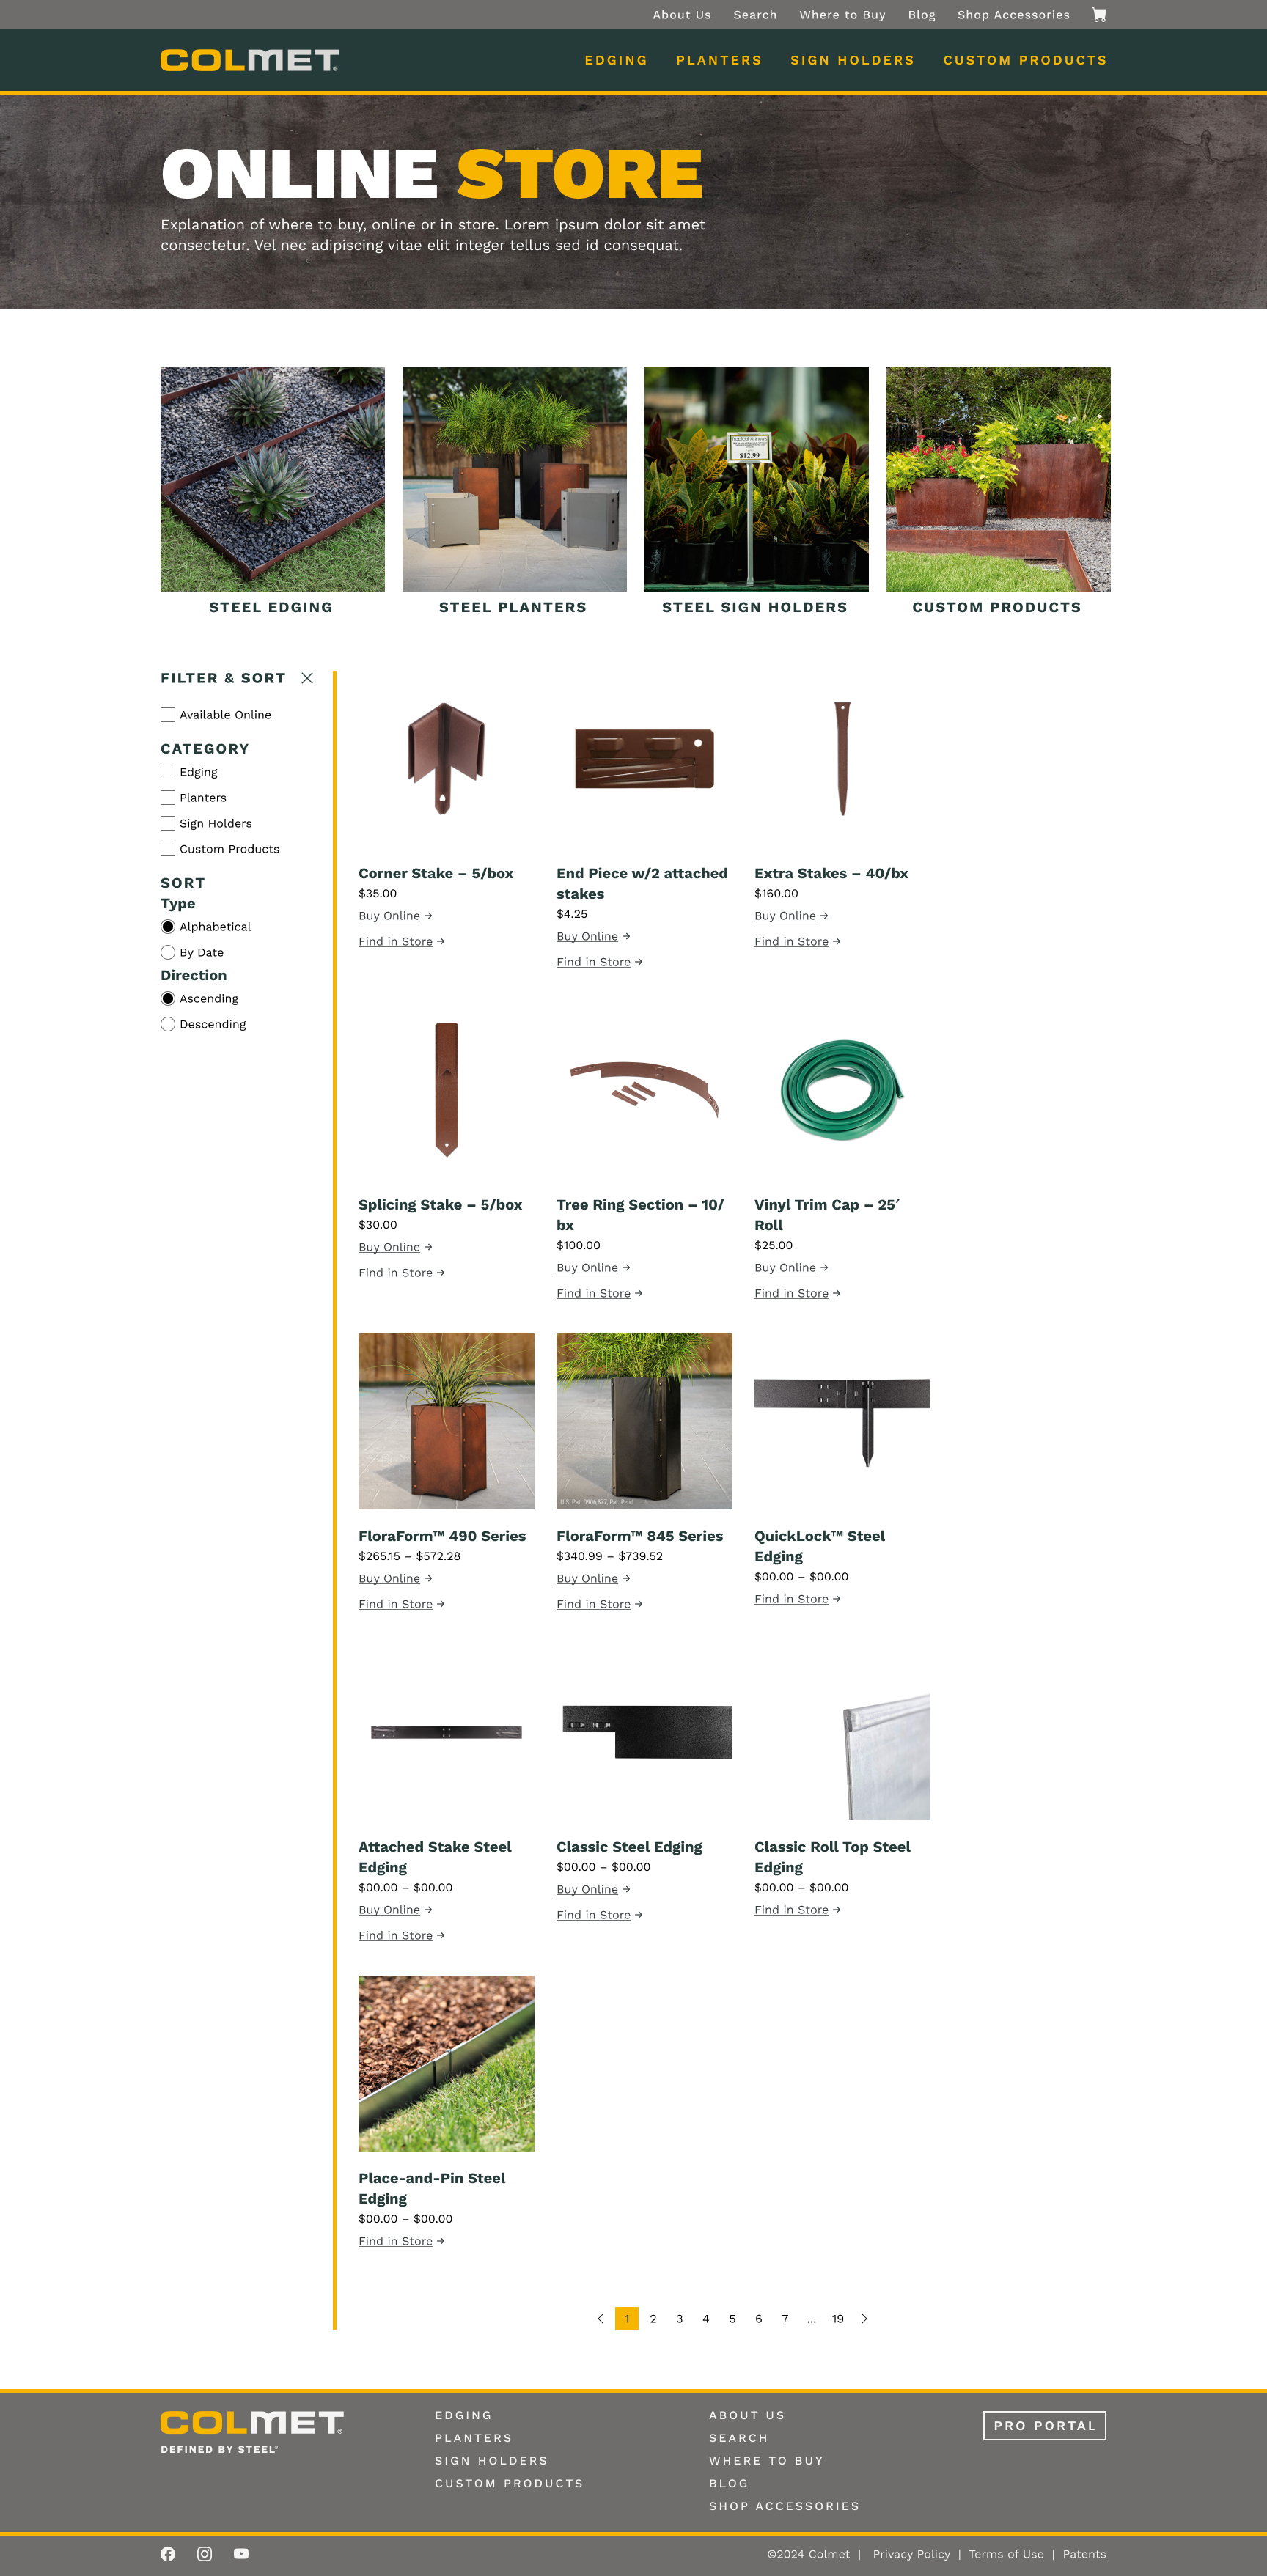 About Us Search Where to Buy Blog Shop Accessories
COLMET®
EDGING PLANTERS SIGN HOLDERS CUSTOM PRODUCTS
ONLINE STORE
Explanation of where to buy, online or in store. Lorem ipsum dolor sit amet
consectetur. Vel nec adipiscing vitae elit integer tellus sed id consequat.
Tropical Annuals
$12.99
STEEL EDGING STEEL PLANTERS STEEL SIGN HOLDERS CUSTOM PRODUCTS
FILTER & SORT
Available Online
CATEGORY
Edging
Planters
Sign Holders
Custom Products
SORT
Type
Alphabetical
By Date
Direction
Ascending
Descending
Corner Stake – 5/box
$35.00
Buy Online →
Find in Store →
End Piece w/2 attached
stakes
$4.25
Buy Online →
Find in Store →
Extra Stakes – 40/bx
$160.00
Buy Online →
Find in Store →
Splicing Stake – 5/box
$30.00
Buy Online →
Find in Store →
Tree Ring Section – 10/
bx
$100.00
Buy Online →
Find in Store →
Vinyl Trim Cap – 25′
Roll
$25.00
Buy Online →
Find in Store →
FloraForm™ 490 Series
$265.15 – $572.28
Buy Online →
Find in Store →
U.S. Pat. D906,877, Pat. Pend
FloraForm™ 845 Series
$340.99 – $739.52
Buy Online →
Find in Store →
QuickLock™ Steel
Edging
$00.00 – $00.00
Find in Store →
Attached Stake Steel
Edging
$00.00 – $00.00
Buy Online →
Find in Store →
Classic Steel Edging
$00.00 – $00.00
Buy Online →
Find in Store →
Classic Roll Top Steel
Edging
$00.00 – $00.00
Find in Store →
Place-and-Pin Steel
Edging
$00.00 – $00.00
Find in Store →
1 2 3 4 5 6 7 ... 19
COLMET®
DEFINED BY STEEL®
EDGING
PLANTERS
SIGN HOLDERS
CUSTOM PRODUCTS
ABOUT US
SEARCH
WHERE TO BUY
BLOG
SHOP ACCESSORIES
PRO PORTAL
©2024 Colmet | Privacy Policy | Terms of Use | Patents